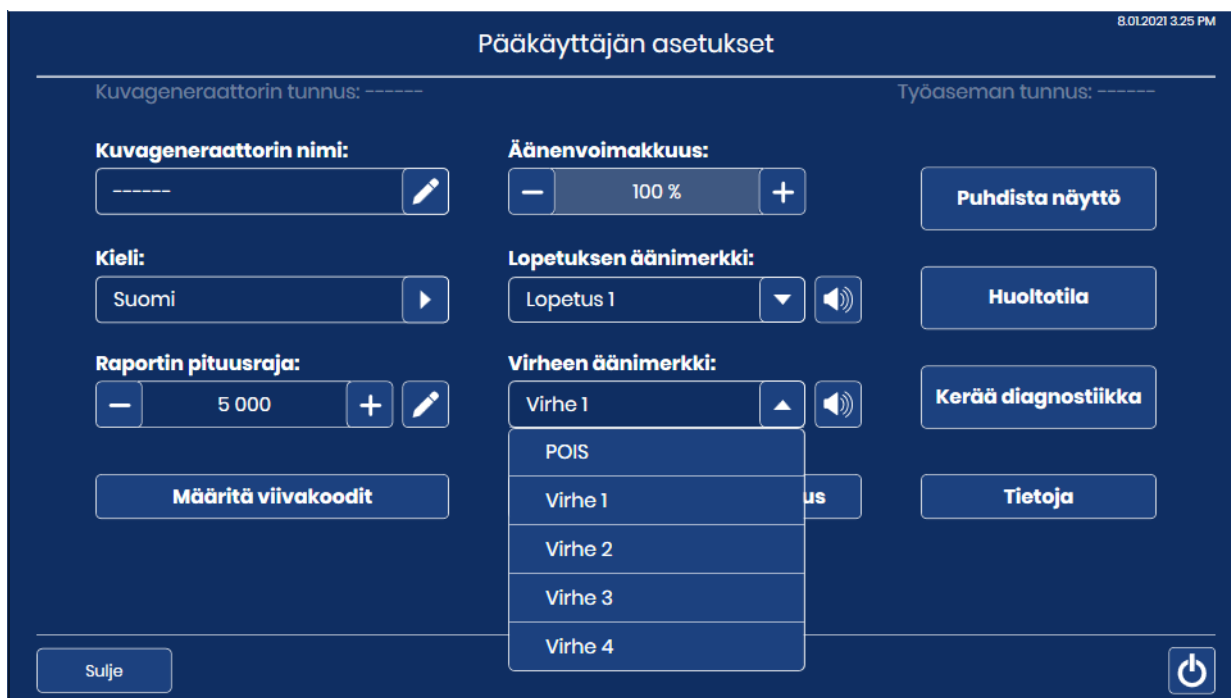 8.01.2021 3.25 PM
Pääkäyttäjän asetukset
Kuvageneraattorin tunnus: ------
Työaseman tunnus: ------
Kuvageneraattorin nimi:
------
Äänenvoimakkuus:
100 %
Puhdista näyttö
Kieli:
Suomi
Lopetuksen äänimerkki:
Lopetus 1
Huoltotila
Raportin pituusraja:
5 000
Virheen äänimerkki:
Virhe 1
Kerää diagnostiikka
POIS
Virhe 1
Virhe 2
Virhe 3
Virhe 4
Määritä viivakoodit
us
Tietoja
Sulje